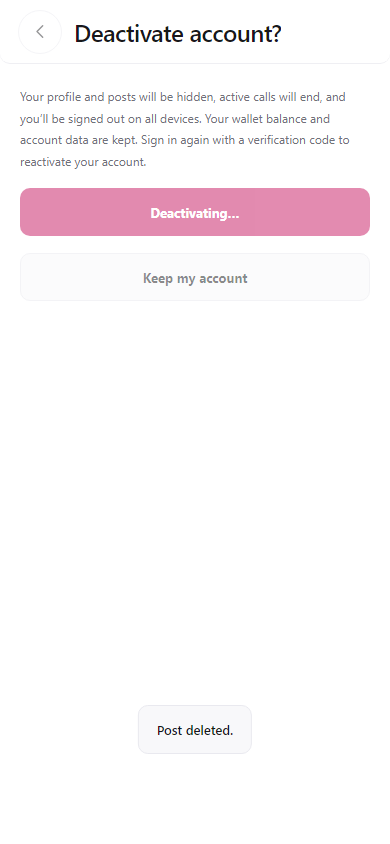 Deactivate account?
Your profile and posts will be hidden, active calls will end, and
you’ll be signed out on all devices. Your wallet balance and
account data are kept. Sign in again with a verification code to
reactivate your account.
Deactivating...
Keep my account
Post deleted.